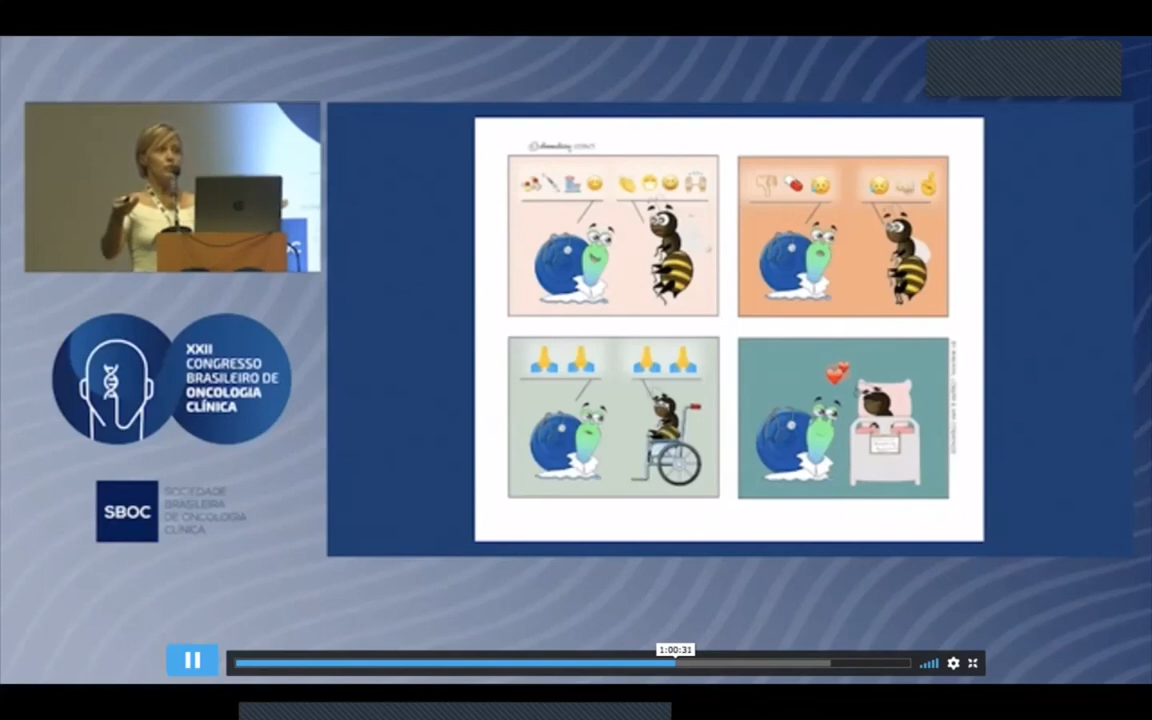 XXII
CONGRESSO
BRASILEIRO DE
ONCOLOGIA
CLÍNICA
SBOC
SOCIEDADE
BRASILEIRA
DE ONCOLOGIA
CLÍNICA
1:00:31